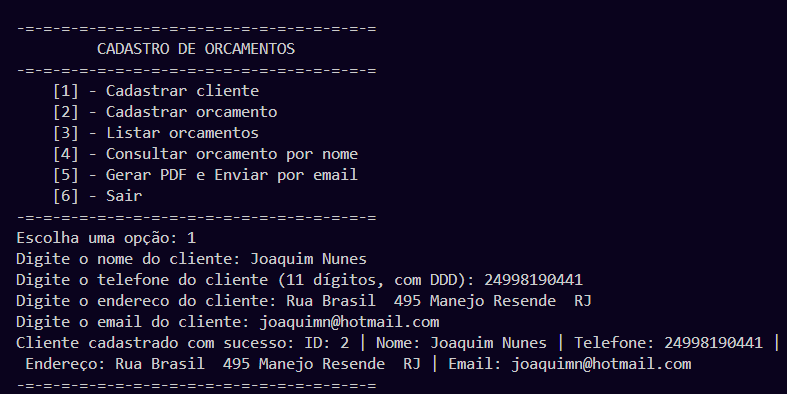 -=-=-=-=-=-=-=-=-=-=-=-=-=-=-=-=-=-=-=-=
CADASTRO DE ORCAMENTOS
-=-=-=-=-=-=-=-=-=-=-=-=-=-=-=-=-=-=-=-=
[1] - Cadastrar cliente
[2] - Cadastrar orcamento
[3] - Listar orcamentos
[4] - Consultar orcamento por nome
[5] - Gerar PDF e Enviar por email
[6] - Sair
-=-=-=-=-=-=-=-=-=-=-=-=-=-=-=-=-=-=-=-=
Escolha uma opção: 1
Digite o nome do cliente: Joaquim Nunes
Digite o telefone do cliente (11 dígitos, com DDD): 24998190441
Digite o endereco do cliente: Rua Brasil  495 Manejo Resende  RJ
Digite o email do cliente: joaquimn@hotmail.com
Cliente cadastrado com sucesso: ID: 2 | Nome: Joaquim Nunes | Telefone: 24998190441 |
Endereço: Rua Brasil  495 Manejo Resende  RJ | Email: joaquimn@hotmail.com
-=-=-=-=-=-=-=-=-=-=-=-=-=-=-=-=-=-=-=-=